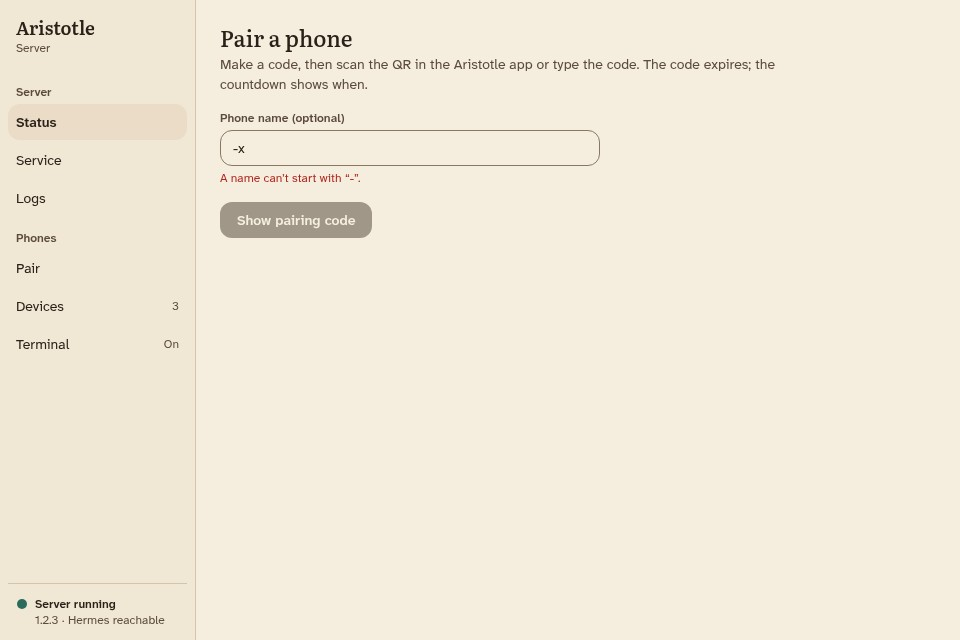 Aristotle
Server
Server
Status
Service
Logs
Phones
Pair
Devices 3
Terminal On
Server running
1.2.3 · Hermes reachable
Pair a phone
Make a code, then scan the QR in the Aristotle app or type the code. The code expires; the
countdown shows when.
Phone name (optional)
-x
A name can't start with “-”.
Show pairing code